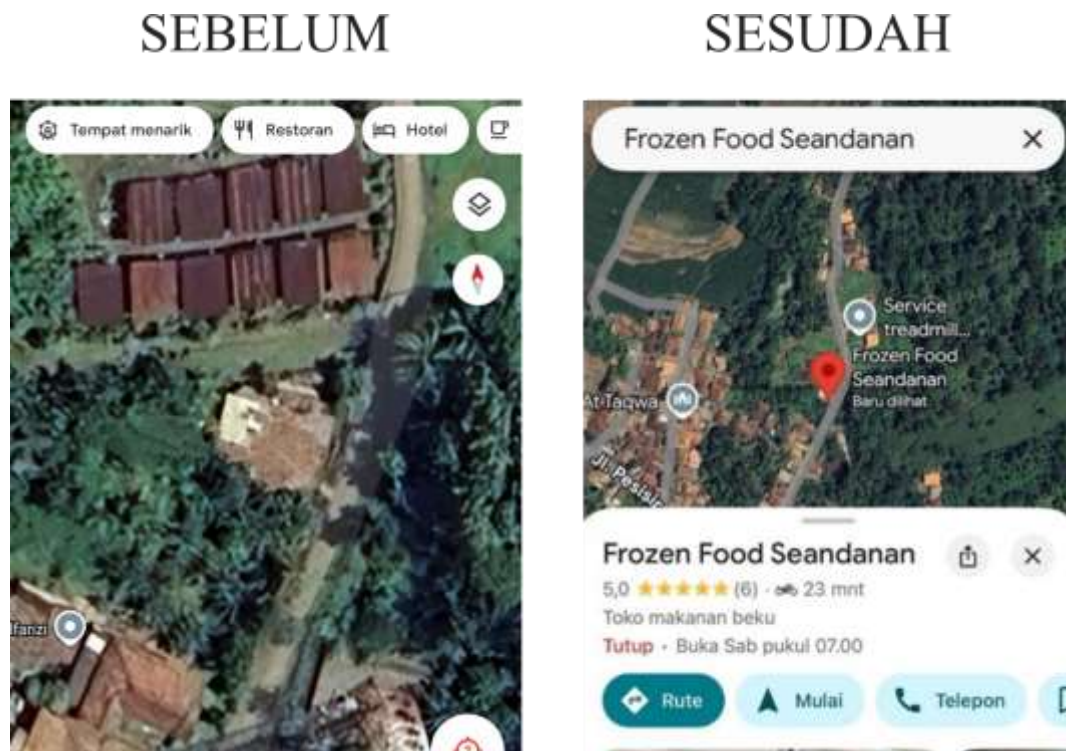 SEBELUM
SESUDAH
Tempat menarik
Restoran
Hotel
Frozen Food Seandanan
Service
treadmill...
Frozen Food
Seandanan
Baru dilihat
At-Taqwa
Jl. Pesisir
lfarizi
Frozen Food Seandanan
5,0 (6) · 23 mnt
Toko makanan beku
Tutup · Buka Sab pukul 07.00
Rute
Mulai
Telepon